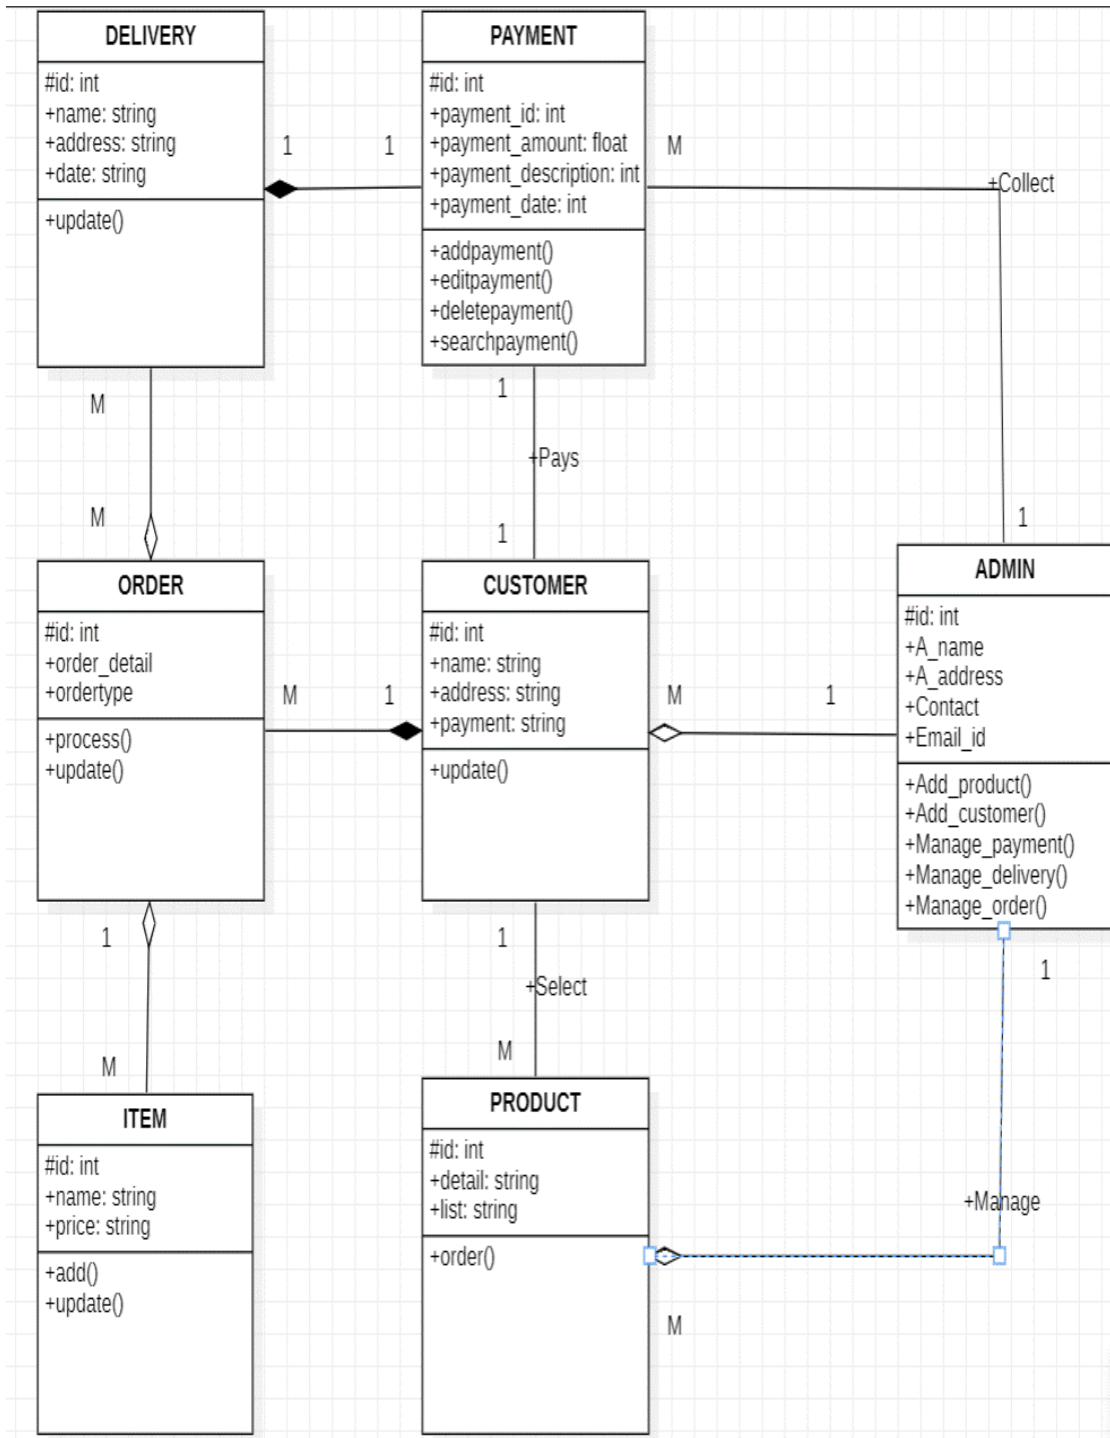 DELIVERY
#id: int
+name: string
+address: string
+date: string
+update()
1
1
PAYMENT
#id: int
+payment_id: int
+payment_amount: float
+payment_description: int
+payment_date: int
+addpayment()
+editpayment()
+deletepayment()
+searchpayment()
M
+Collect
1
M
M
1
+Pays
1
ORDER
#id: int
+order_detail
+ordertype
+process()
+update()
M
1
CUSTOMER
#id: int
+name: string
+address: string
+payment: string
+update()
M
1
ADMIN
#id: int
+A_name
+A_address
+Contact
+Email_id
+Add_product()
+Add_customer()
+Manage_payment()
+Manage_delivery()
+Manage_order()
1
1
M
1
+Select
M
ITEM
#id: int
+name: string
+price: string
+add()
+update()
PRODUCT
#id: int
+detail: string
+list: string
+order()
+Manage
M